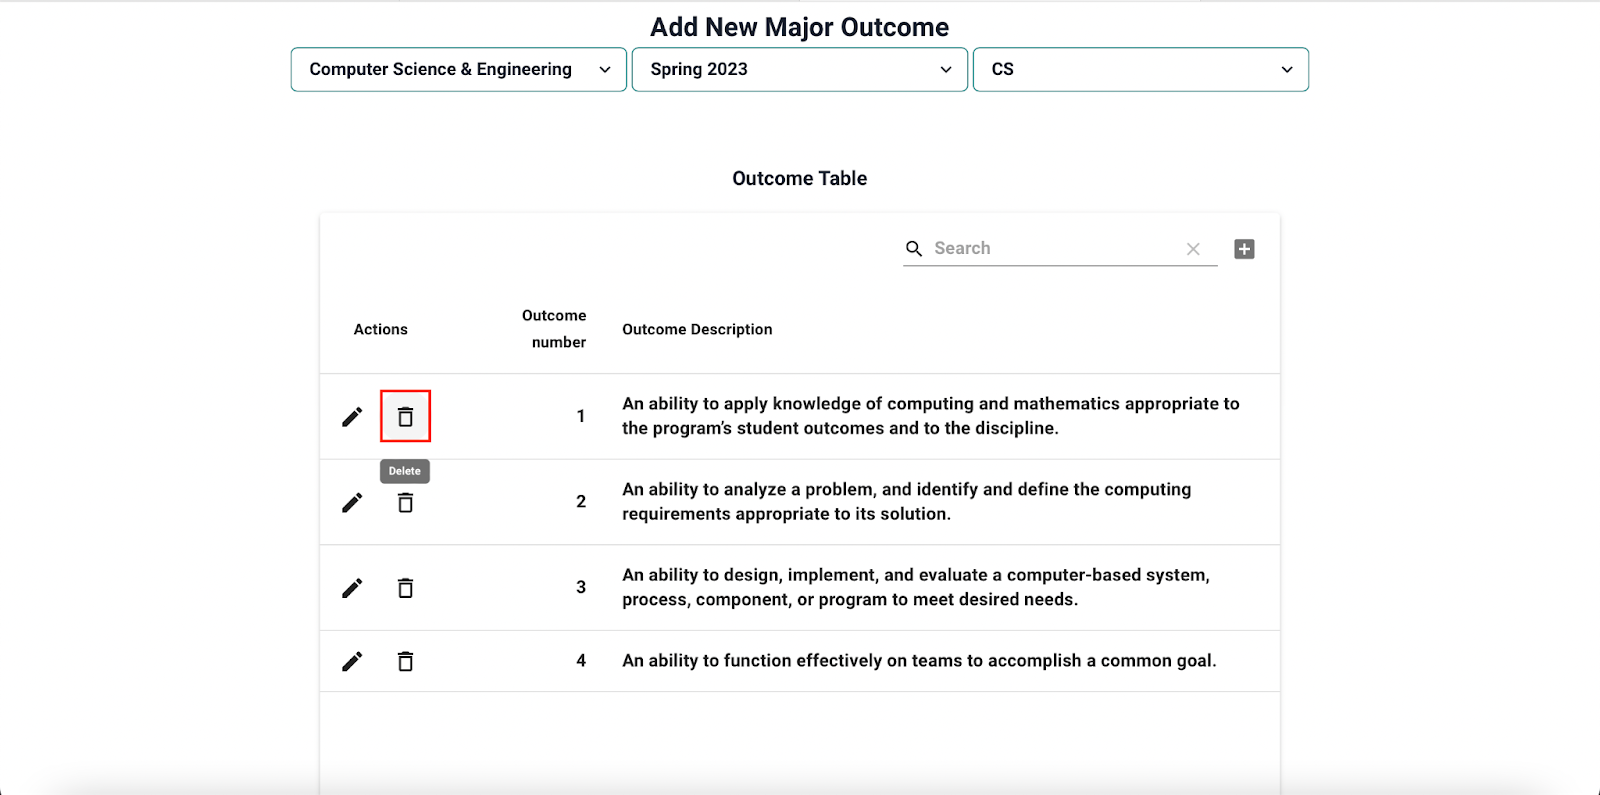 Add New Major Outcome
Computer Science & Engineering
Spring 2023
CS
Outcome Table
Search
Actions
Outcome
number
Outcome Description
1
An ability to apply knowledge of computing and mathematics appropriate to
the program’s student outcomes and to the discipline.
Delete
2
An ability to analyze a problem, and identify and define the computing
requirements appropriate to its solution.
3
An ability to design, implement, and evaluate a computer-based system,
process, component, or program to meet desired needs.
4
An ability to function effectively on teams to accomplish a common goal.